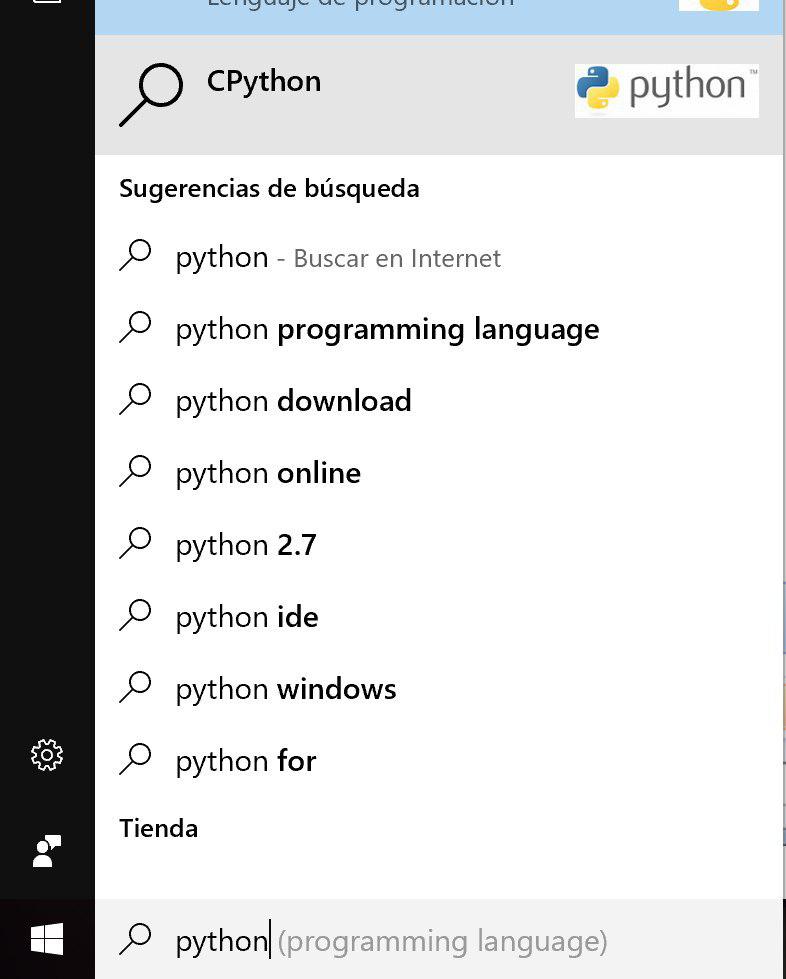 Lenguaje de programación
CPython
python™
Sugerencias de búsqueda
python - Buscar en Internet
python programming language
python download
python online
python 2.7
python ide
python windows
python for
Tienda
python (programming language)